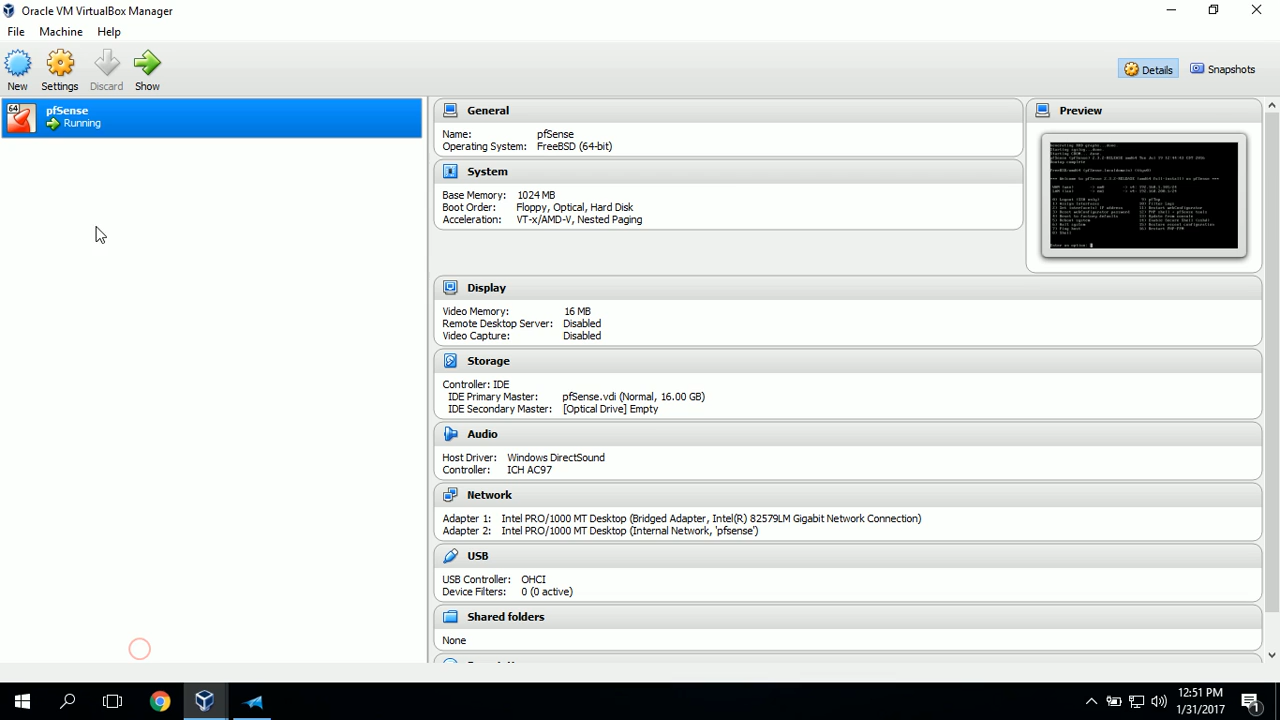 Oracle VM VirtualBox Manager
File Machine Help
New Settings Discard Show
Details Snapshots
64 pfSense
Running
General
Name: pfSense
Operating System: FreeBSD (64-bit)
System
Base Memory: 1024 MB
Boot Order: Floppy, Optical, Hard Disk
Acceleration: VT-x/AMD-V, Nested Paging
Preview
Display
Video Memory: 16 MB
Remote Desktop Server: Disabled
Video Capture: Disabled
Storage
Controller: IDE
IDE Primary Master: pfSense.vdi (Normal, 16.00 GB)
IDE Secondary Master: [Optical Drive] Empty
Audio
Host Driver: Windows DirectSound
Controller: ICH AC97
Network
Adapter 1: Intel PRO/1000 MT Desktop (Bridged Adapter, Intel(R) 82579LM Gigabit Network Connection)
Adapter 2: Intel PRO/1000 MT Desktop (Internal Network, 'pfsense')
USB
USB Controller: OHCI
Device Filters: 0 (0 active)
Shared folders
None
12:51 PM
1/31/2017
1